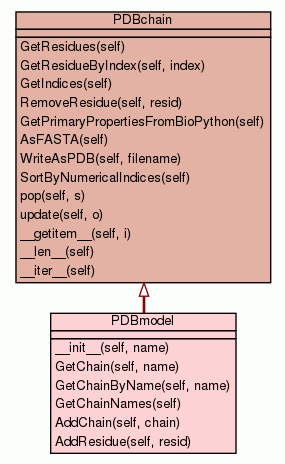 PDBchain
GetResidues(self)
GetResidueByIndex(self, index)
GetIndices(self)
RemoveResidue(self, resid)
GetPrimaryPropertiesFromBioPython(self)
AsFASTA(self)
WriteAsPDB(self, filename)
SortByNumericalIndices(self)
pop(self, s)
update(self, o)
__getitem__(self, i)
__len__(self)
__iter__(self)
PDBmodel
__init__(self, name)
GetChain(self, name)
GetChainByName(self, name)
GetChainNames(self)
AddChain(self, chain)
AddResidue(self, resid)